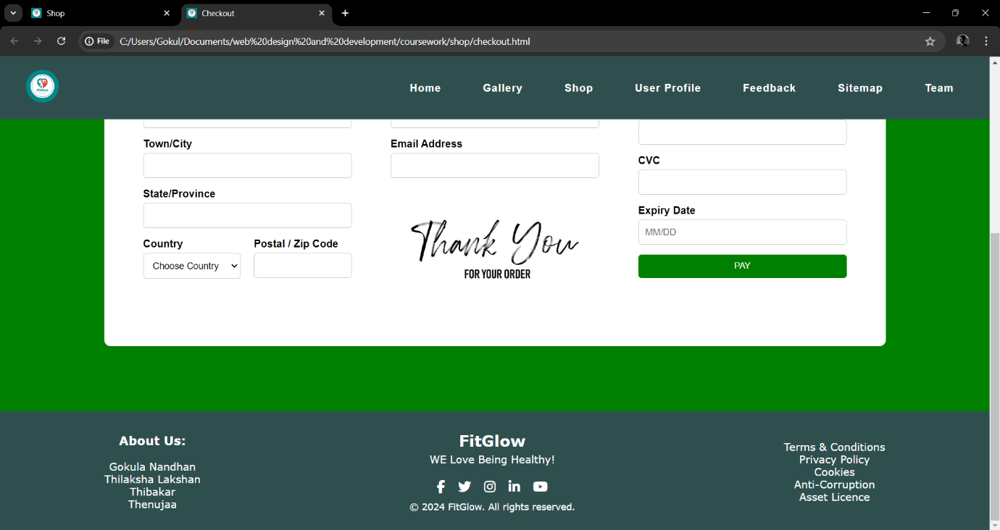 Shop
Checkout
File
C:/Users/Gokul/Documents/web%20design%20and%20development/coursework/shop/checkout.html
FitGlow
Home
Gallery
Shop
User Profile
Feedback
Sitemap
Team
Town/City
Email Address
CVC
State/Province
Expiry Date
MM/DD
Country
Postal / Zip Code
Choose Country
Thank You
FOR YOUR ORDER
PAY
About Us:
Gokula Nandhan
Thilaksha Lakshan
Thibakar
Thenujaa
FitGlow
WE Love Being Healthy!
© 2024 FitGlow. All rights reserved.
Terms & Conditions
Privacy Policy
Cookies
Anti-Corruption
Asset Licence